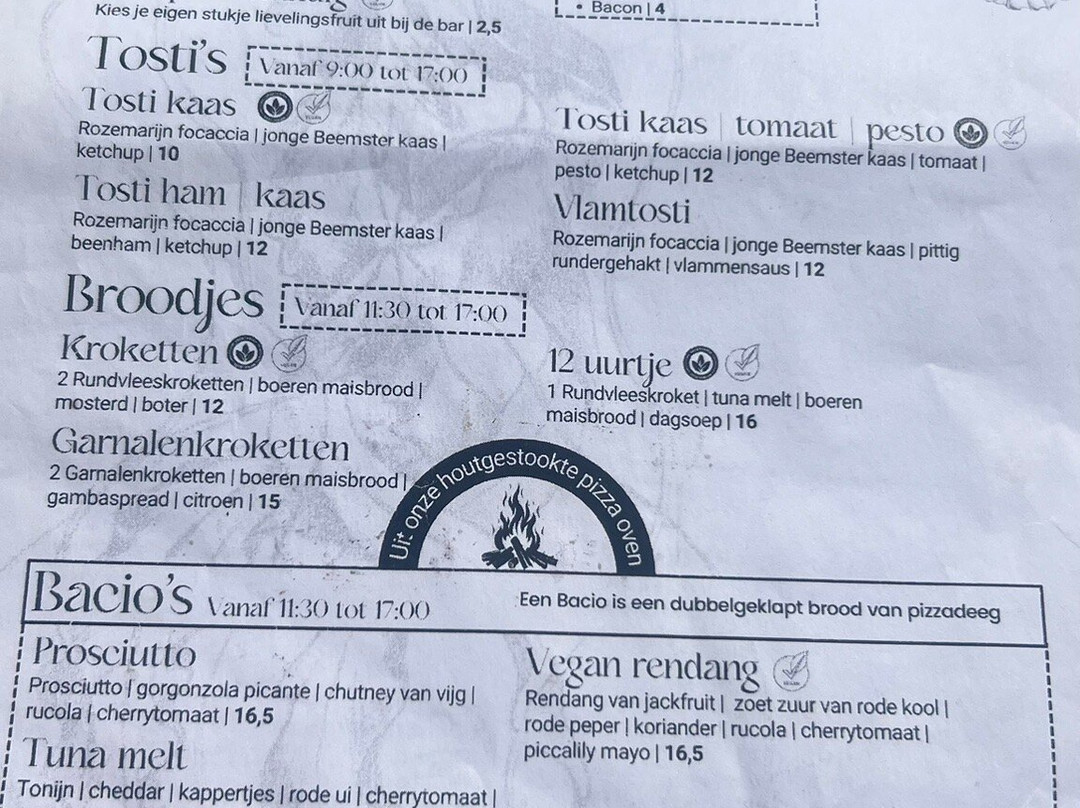 Kies je eigen stukje lievelingsfruit uit bij de bar | 2,5
• Bacon | 4
Tosti's
Vanaf 9:00 tot 17:00
Tosti kaas
Rozemarijn focaccia | jonge Beemster kaas |
ketchup | 10
Tosti ham | kaas
Rozemarijn focaccia | jonge Beemster kaas |
beenham | ketchup | 12
Tosti kaas | tomaat | pesto
Rozemarijn focaccia | jonge Beemster kaas | tomaat |
pesto | ketchup | 12
Vlamtosti
Rozemarijn focaccia | jonge Beemster kaas | pittig
rundergehakt | vlammensaus | 12
Broodjes
Vanaf 11:30 tot 17:00
Kroketten
2 Rundvleeskroketten | boeren maisbrood |
mosterd | boter | 12
Garnalenkroketten
2 Garnalenkroketten | boeren maisbrood |
gambaspread | citroen | 15
12 uurtje
1 Rundvleeskroket | tuna melt | boeren
maisbrood | dagsoep | 16
Uit onze houtgestookte pizza oven
Bacio's Vanaf 11:30 tot 17:00
Een Bacio is een dubbelgeklapt brood van pizzadeeg
Prosciutto
Prosciutto | gorgonzola picante | chutney van vijg |
rucola | cherrytomaat | 16,5
Tuna melt
Tonijn | cheddar | kappertjes | rode ui | cherrytomaat |
Vegan rendang
Rendang van jackfruit | zoet zuur van rode kool |
rode peper | koriander | rucola | cherrytomaat |
piccalily mayo | 16,5